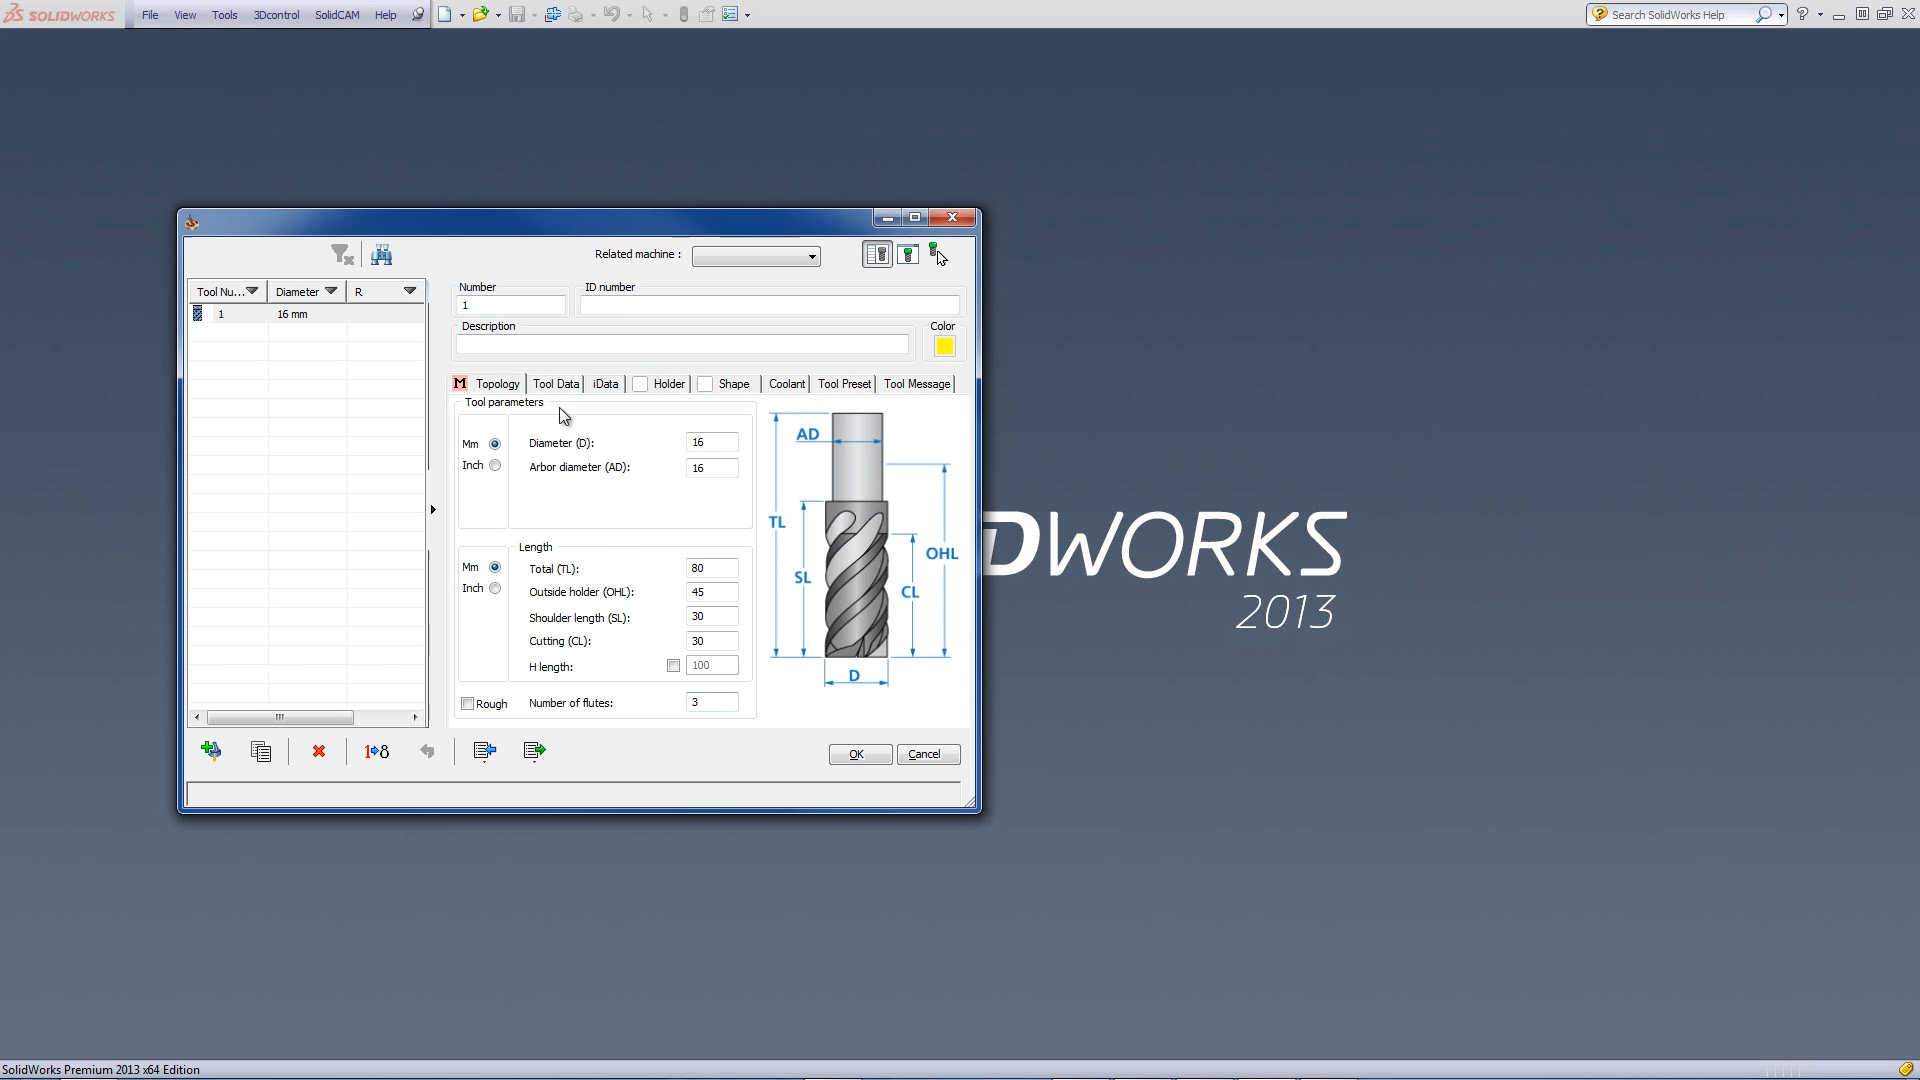 SOLIDWORKS File View Tools 3Dcontrol SolidCAM Help Search SolidWorks Help
Related machine :
Tool Nu... Diameter R
1 16 mm
Number ID number
1
Description Color
M Topology Tool Data iData Holder Shape Coolant Tool Preset Tool Message
Tool parameters
Mm Diameter (D): 16
Inch Arbor diameter (AD): 16
Length
Mm Total (TL): 80
Inch Outside holder (OHL): 45
Shoulder length (SL): 30
Cutting (CL): 30
H length: 100
Rough Number of flutes: 3
AD
TL
OHL
SL
CL
D
1 8
OK Cancel
DWORKS
2013
SolidWorks Premium 2013 x64 Edition